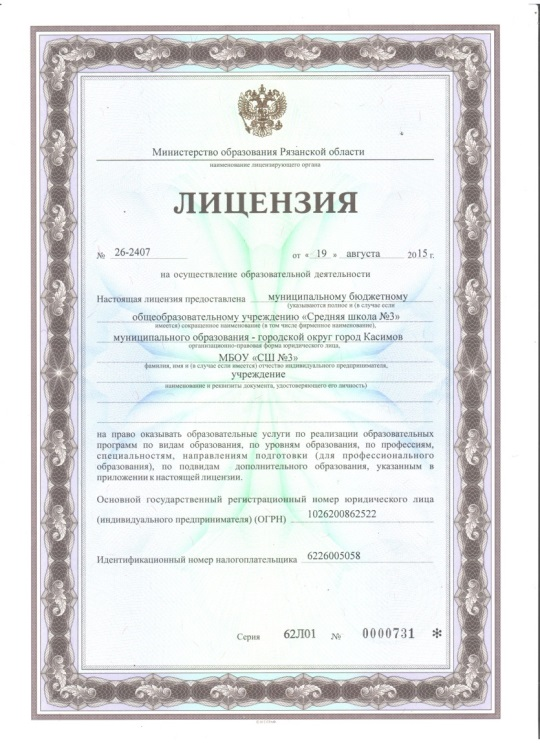 Министерство образования Рязанской области
наименование лицензирующего органа
ЛИЦЕНЗИЯ
№ 26-2407 от « 19 » августа 2015 г.
на осуществление образовательной деятельности
Настоящая лицензия предоставлена муниципальному бюджетному
(указываются полное и (в случае если
общеобразовательному учреждению «Средняя школа №3»
имеется) сокращенное наименование (в том числе фирменное наименование),
муниципального образования - городской округ город Касимов
организационно-правовая форма юридического лица,
МБОУ «СШ №3»
фамилия, имя и (в случае если имеется) отчество индивидуального предпринимателя,
учреждение
наименование и реквизиты документа, удостоверяющего его личность)
на право оказывать образовательные услуги по реализации образовательных
программ по видам образования, по уровням образования, по профессиям,
специальностям, направлениям подготовки (для профессионального
образования), по подвидам дополнительного образования, указанным в
приложении к настоящей лицензии.
Основной государственный регистрационный номер юридического лица
(индивидуального предпринимателя) (ОГРН) 1026200862522
Идентификационный номер налогоплательщика 6226005058
Серия 62Л01 № 0000731 *